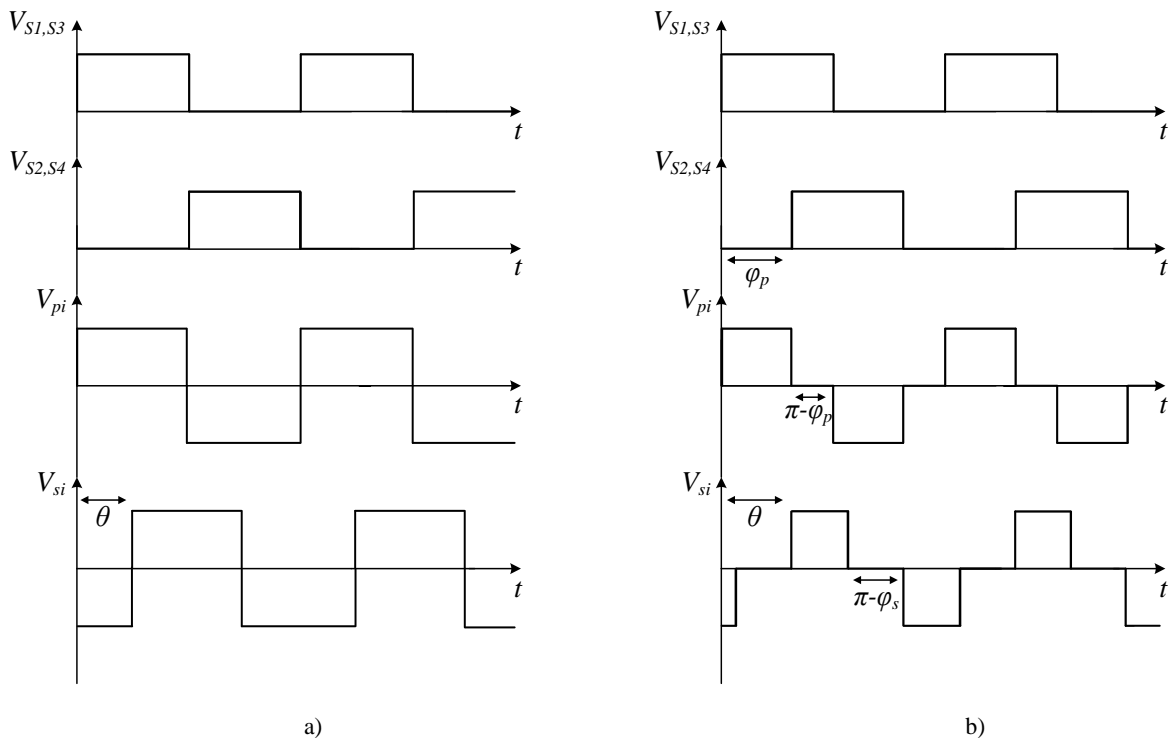 V_{S1,S3}
t
V_{S2,S4}
t
V_{pi}
t
V_{si}
θ
t
a)
V_{S1,S3}
t
V_{S2,S4}
t
φ_p
V_{pi}
t
π-φ_p
V_{si}
θ
t
π-φ_s
b)